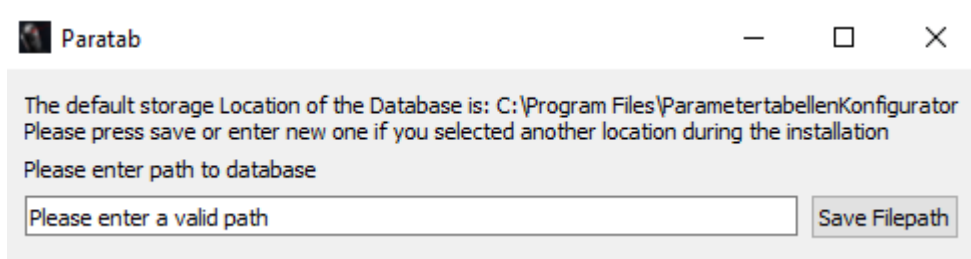 Paratab
The default storage Location of the Database is: C:\Program Files\ParametertabellenKonfigurator
Please press save or enter new one if you selected another location during the installation
Please enter path to database
Please enter a valid path
Save Filepath